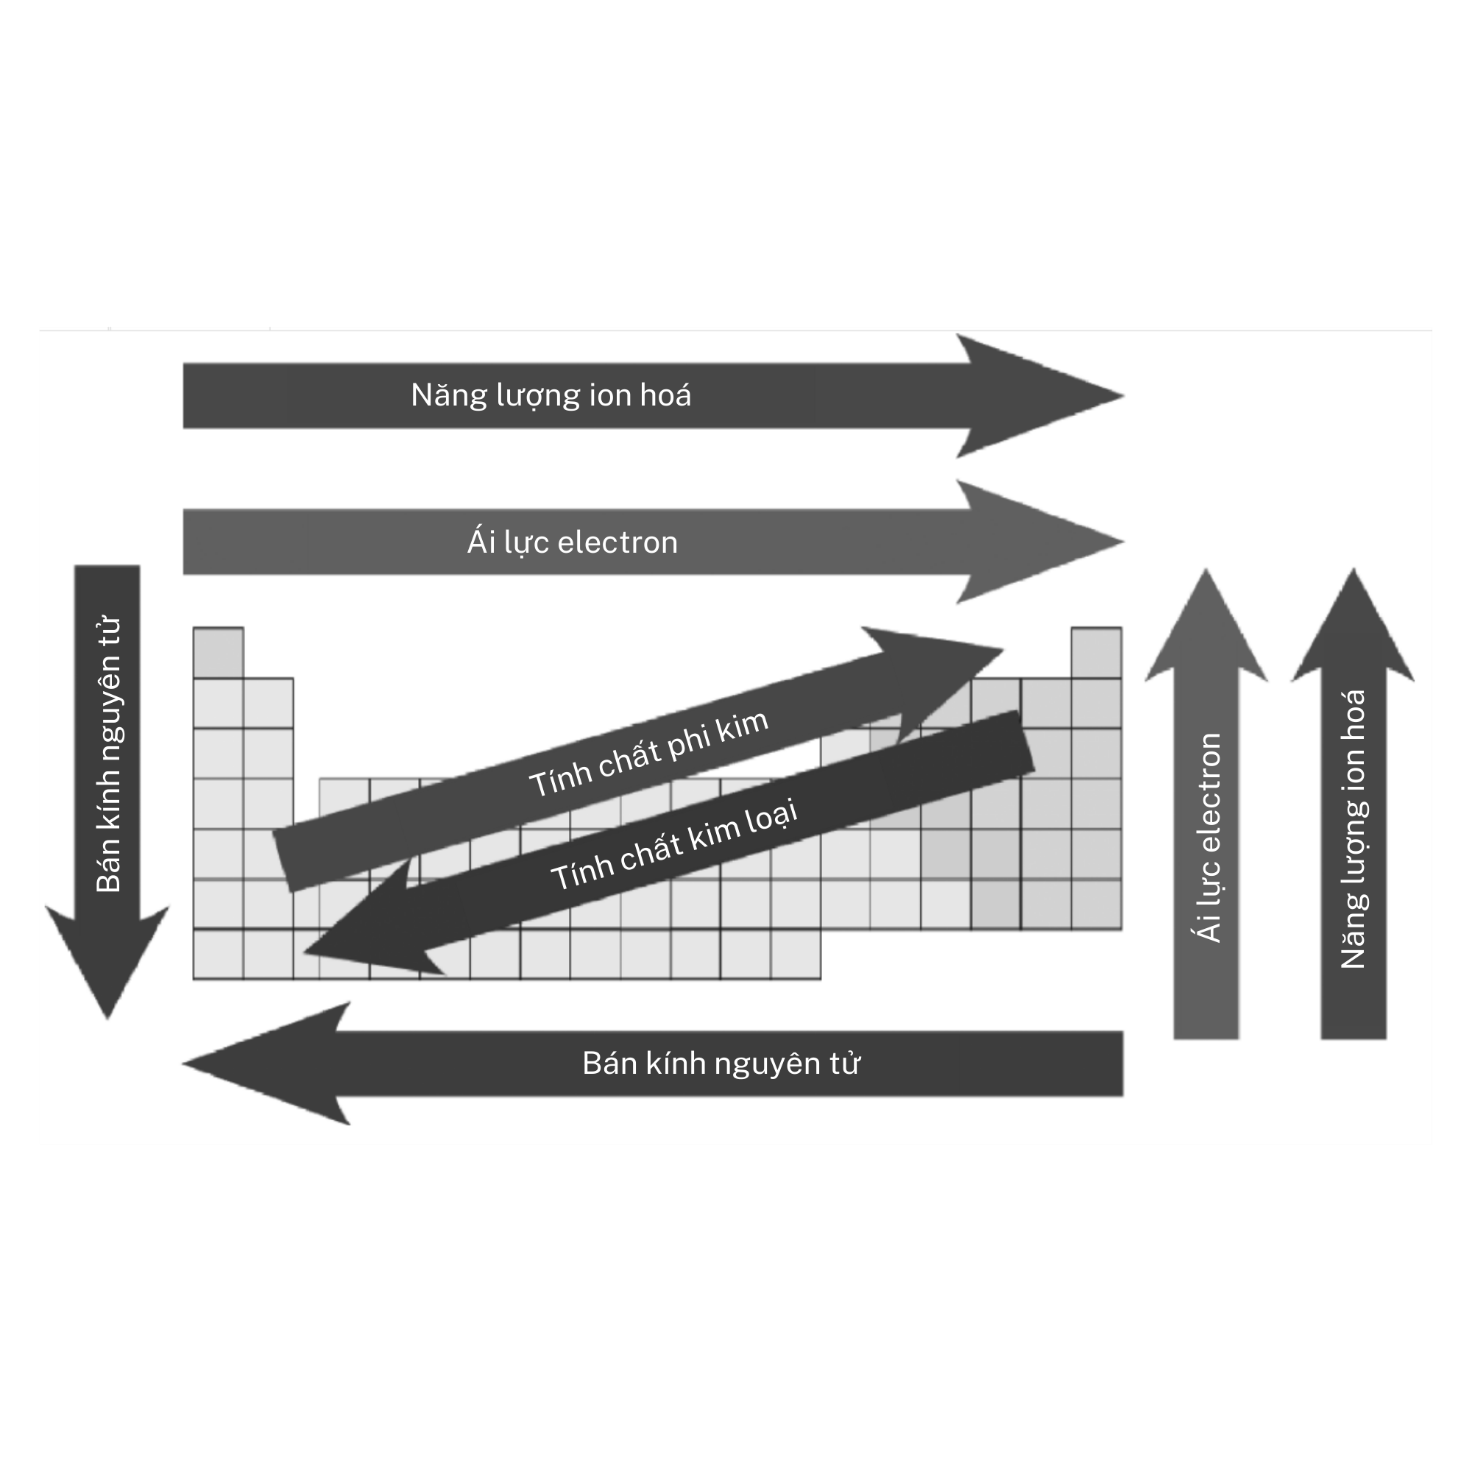 Năng lượng ion hoá
Ái lực electron
Bán kính nguyên tử
Tính chất phi kim
Tính chất kim loại
Ái lực electron
Năng lượng ion hoá
Bán kính nguyên tử